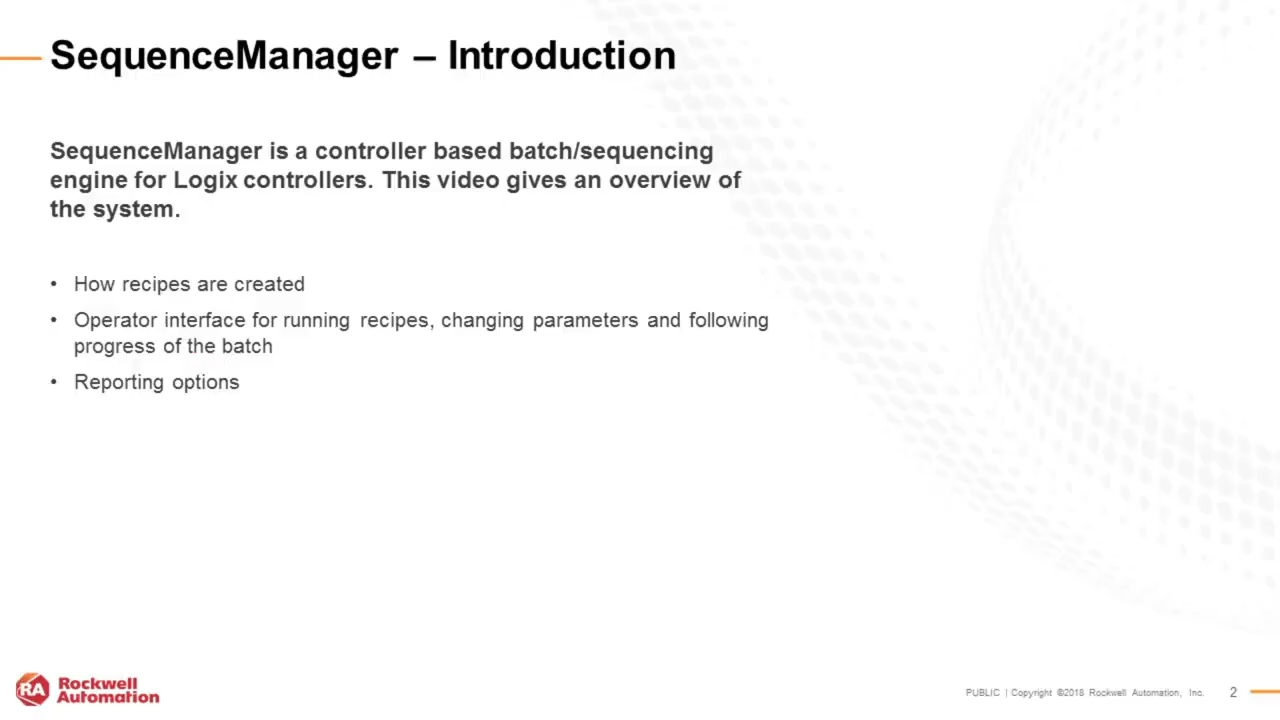 SequenceManager – Introduction
SequenceManager is a controller based batch/sequencing
engine for Logix controllers. This video gives an overview of
the system.
• How recipes are created
• Operator interface for running recipes, changing parameters and following
progress of the batch
• Reporting options
RA
Rockwell
Automation
PUBLIC | Copyright ©2018 Rockwell Automation, Inc.
2